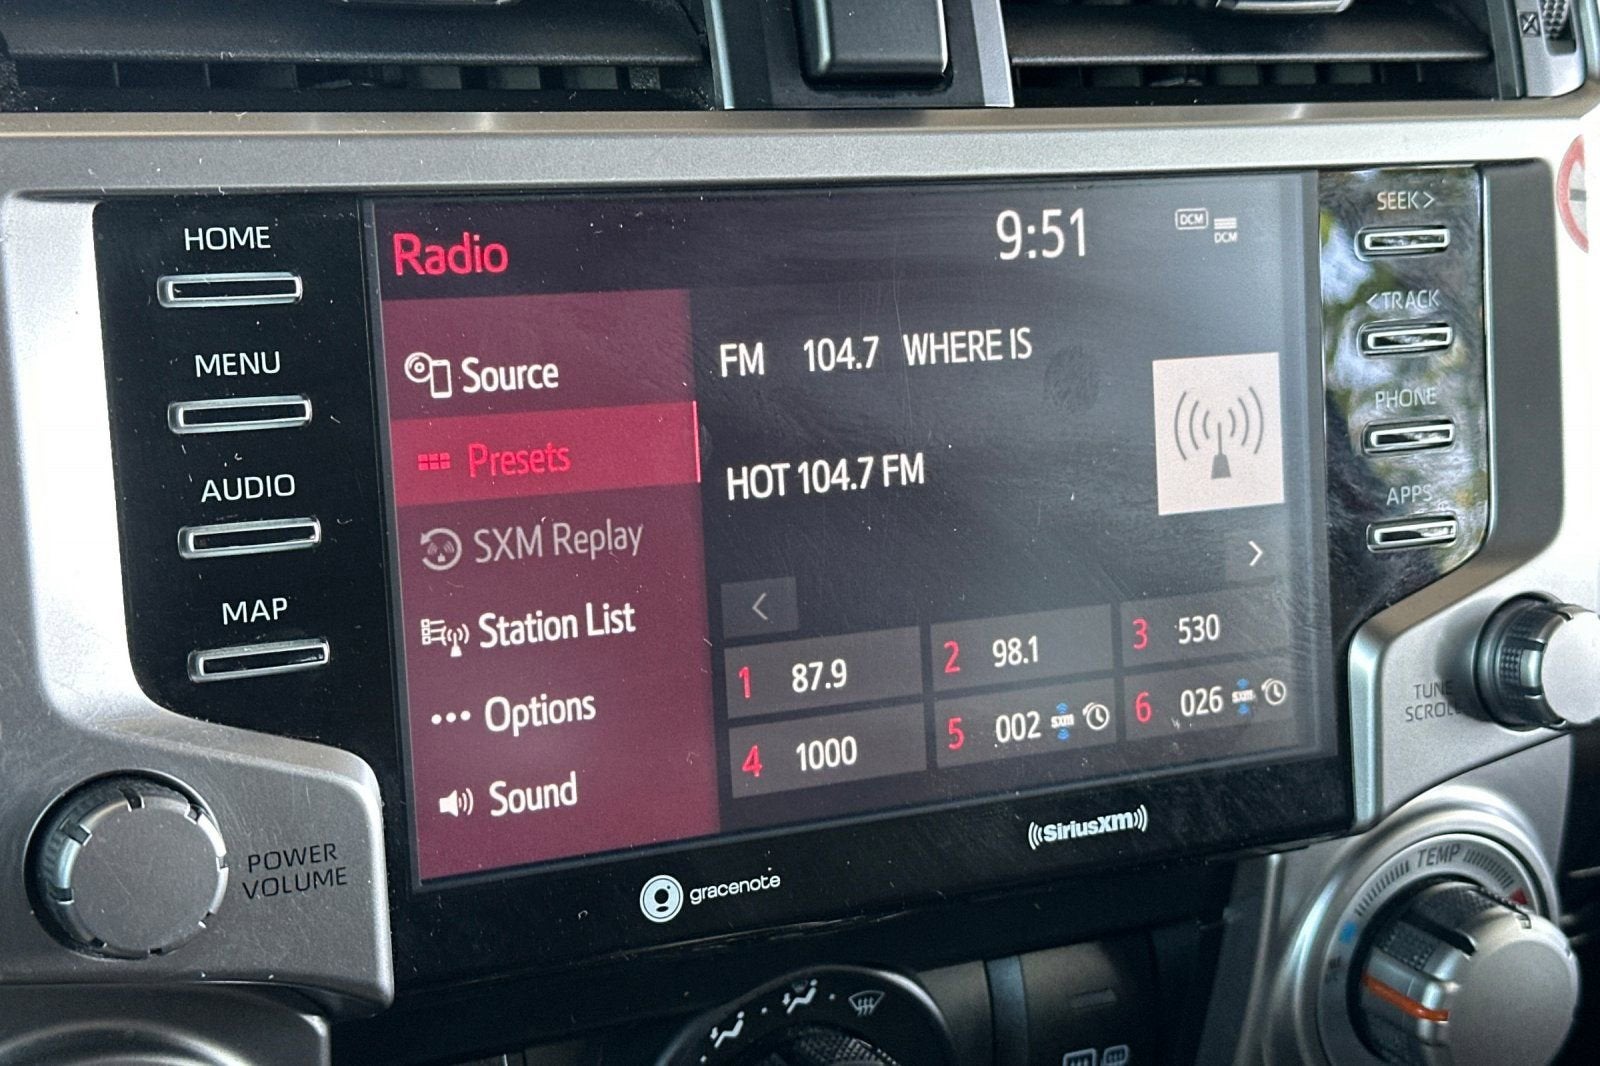 HOME
MENU
AUDIO
MAP
POWER
VOLUME
Radio
9:51
DCM
DCM
Source
Presets
SXM Replay
Station List
••• Options
Sound
FM 104.7 WHERE IS
HOT 104.7 FM
<
>
1 87.9
2 98.1
3 530
4 1000
5 002 sxm
6 026 sxm
gracenote
((SiriusXM))
SEEK >
< TRACK
PHONE
APPS
TUNE
SCROLL
TEMP